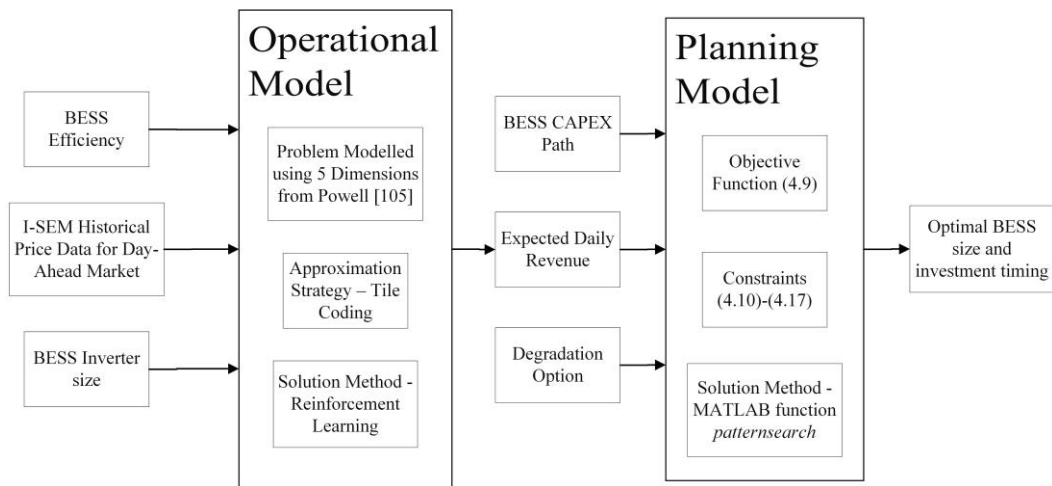 BESS
Efficiency
I-SEM Historical
Price Data for Day-
Ahead Market
BESS Inverter
size
Operational
Model
Problem Modelled
using 5 Dimensions
from Powell [105]
Approximation
Strategy – Tile
Coding
Solution Method -
Reinforcement
Learning
BESS CAPEX
Path
Expected Daily
Revenue
Degradation
Option
Planning
Model
Objective
Function (4.9)
Constraints
(4.10)-(4.17)
Solution Method -
MATLAB function
patternsearch
Optimal BESS
size and
investment timing